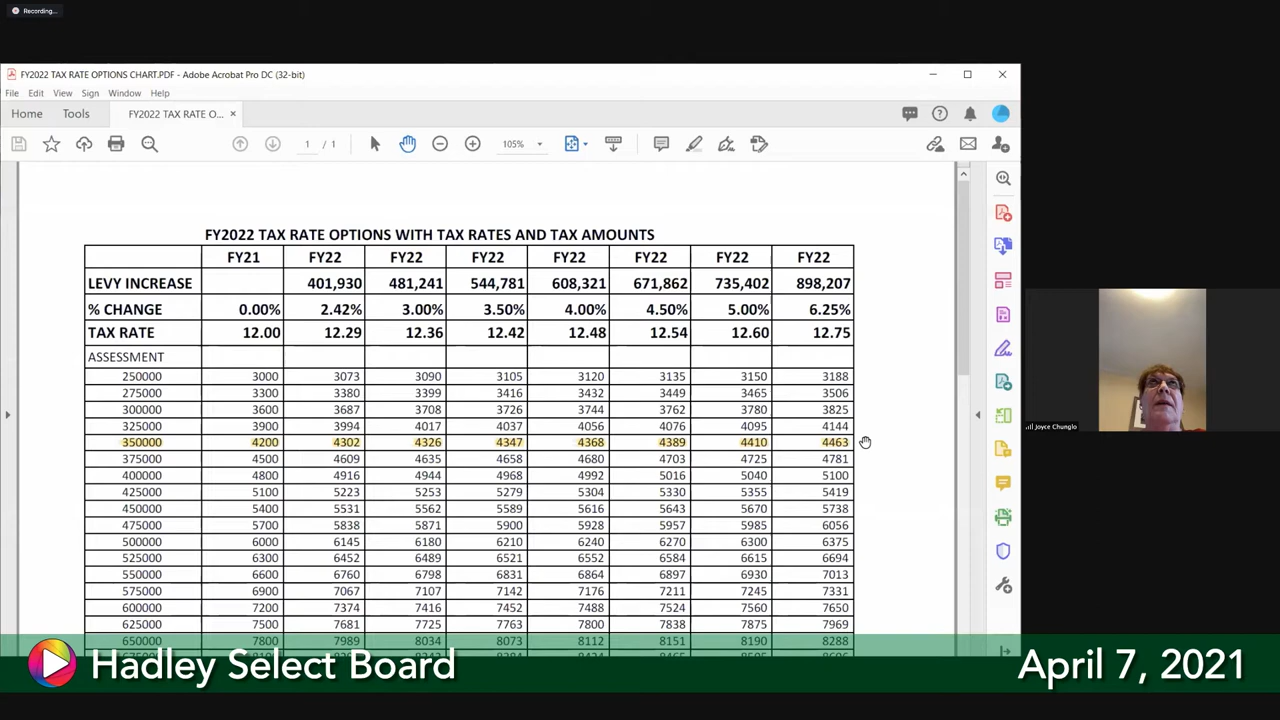 Recording...
FY2022 TAX RATE OPTIONS CHART.PDF - Adobe Acrobat Pro DC (32-bit)
File Edit View Sign Window Help
Home Tools FY2022 TAX RATE O... ×
1 / 1 105%
FY2022 TAX RATE OPTIONS WITH TAX RATES AND TAX AMOUNTS
FY21 FY22 FY22 FY22 FY22 FY22 FY22 FY22
LEVY INCREASE 401,930 481,241 544,781 608,321 671,862 735,402 898,207
% CHANGE 0.00% 2.42% 3.00% 3.50% 4.00% 4.50% 5.00% 6.25%
TAX RATE 12.00 12.29 12.36 12.42 12.48 12.54 12.60 12.75
ASSESSMENT
250000 3000 3073 3090 3105 3120 3135 3150 3188
275000 3300 3380 3399 3416 3432 3449 3465 3506
300000 3600 3687 3708 3726 3744 3762 3780 3825
325000 3900 3994 4017 4037 4056 4076 4095 4144
350000 4200 4302 4326 4347 4368 4389 4410 4463
375000 4500 4609 4635 4658 4680 4703 4725 4781
400000 4800 4916 4944 4968 4992 5016 5040 5100
425000 5100 5223 5253 5279 5304 5330 5355 5419
450000 5400 5531 5562 5589 5616 5643 5670 5738
475000 5700 5838 5871 5900 5928 5957 5985 6056
500000 6000 6145 6180 6210 6240 6270 6300 6375
525000 6300 6452 6489 6521 6552 6584 6615 6694
550000 6600 6760 6798 6831 6864 6897 6930 7013
575000 6900 7067 7107 7142 7176 7211 7245 7331
600000 7200 7374 7416 7452 7488 7524 7560 7650
625000 7500 7681 7725 7763 7800 7838 7875 7969
650000 7800 7989 8034 8073 8112 8151 8190 8288
Joyce Chunglo
Hadley Select Board
April 7, 2021